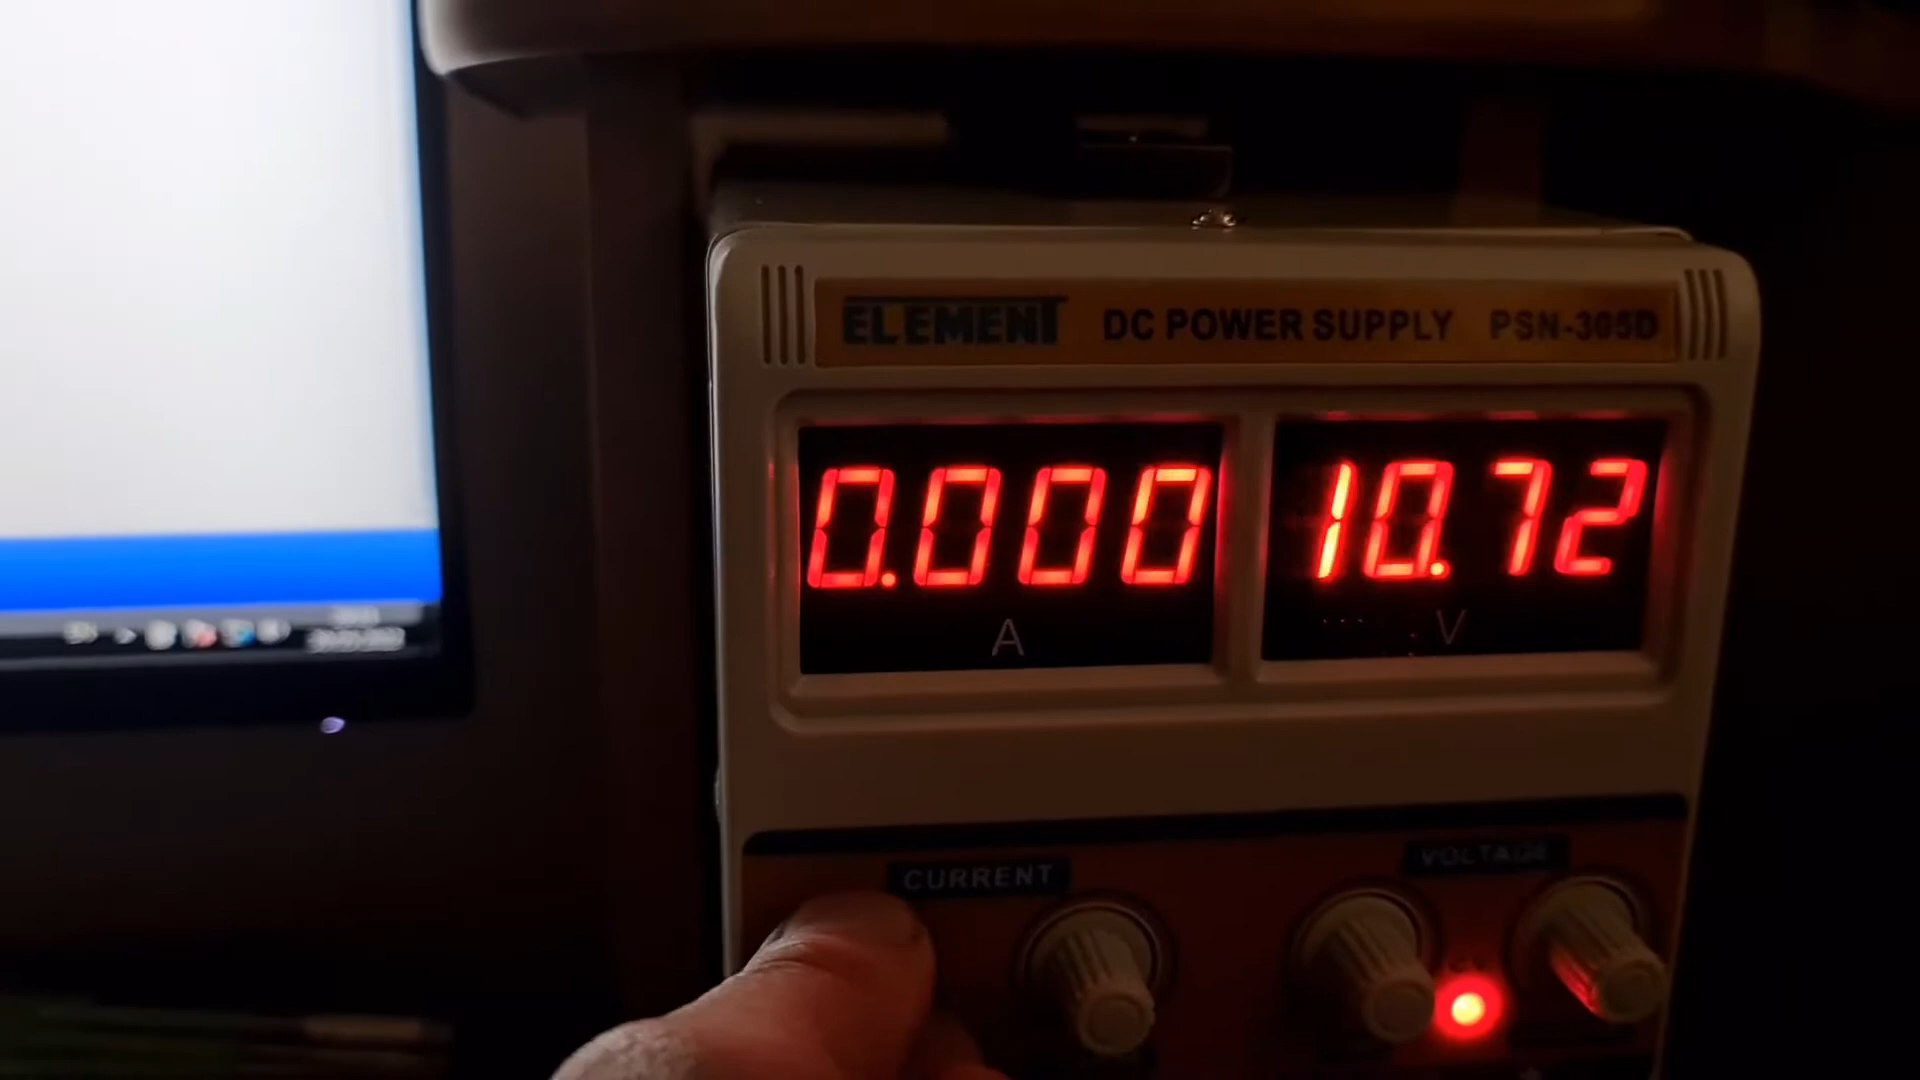 ELEMENT DC POWER SUPPLY PSN-305D
0.000 10.72
A V
CURRENT VOLTAGE